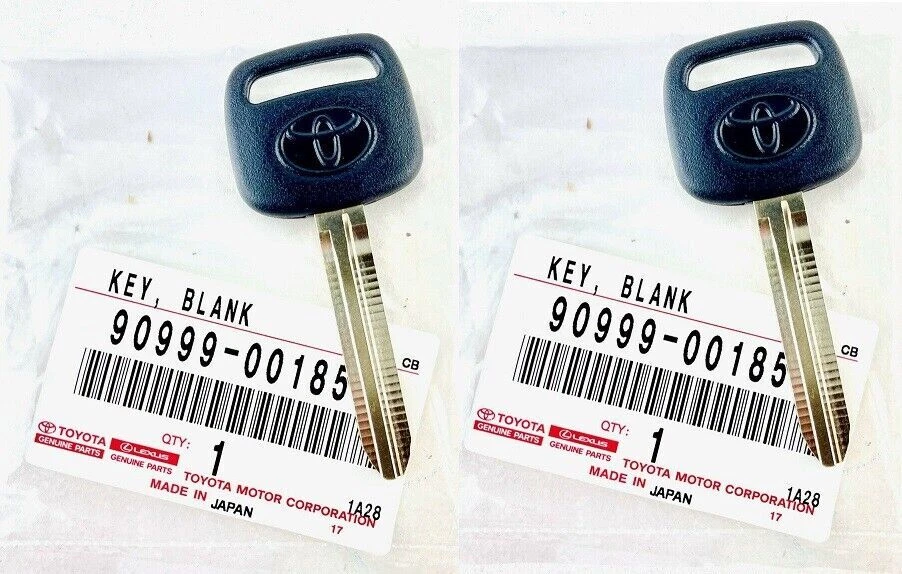 KEY, BLANK
90999-00185
CB
TOYOTA
GENUINE PARTS
LEXUS
GENUINE PARTS
QTY:
1
TOYOTA MOTOR CORPORATION
MADE IN JAPAN
1A28
17
KEY, BLANK
90999-00185
CB
TOYOTA
GENUINE PARTS
LEXUS
GENUINE PARTS
QTY:
1
TOYOTA MOTOR CORPORATION
MADE IN JAPAN
1A28
17